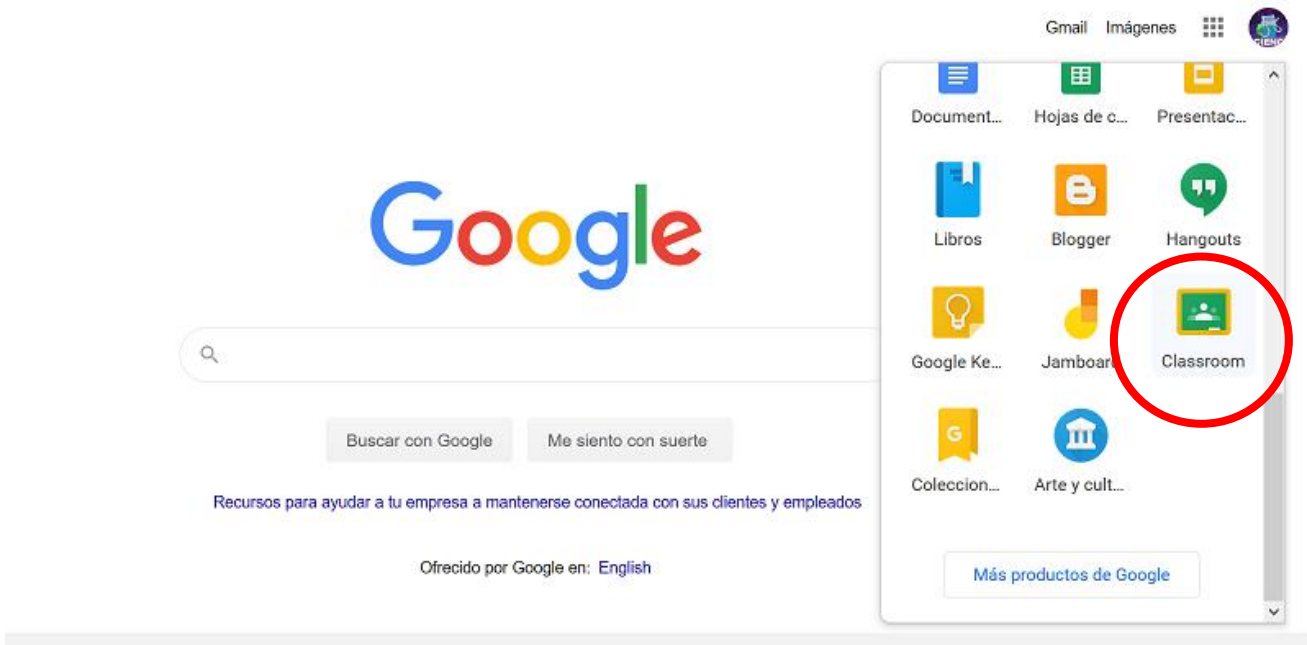 Gmail Imágenes
Document... Hojas de c... Presentac...
Libros Blogger Hangouts
Google Ke... Jamboar Classroom
G
Coleccion... Arte y cult...
Más productos de Google
Google
Buscar con Google Me siento con suerte
Recursos para ayudar a tu empresa a mantenerse conectada con sus clientes y empleados
Ofrecido por Google en: English